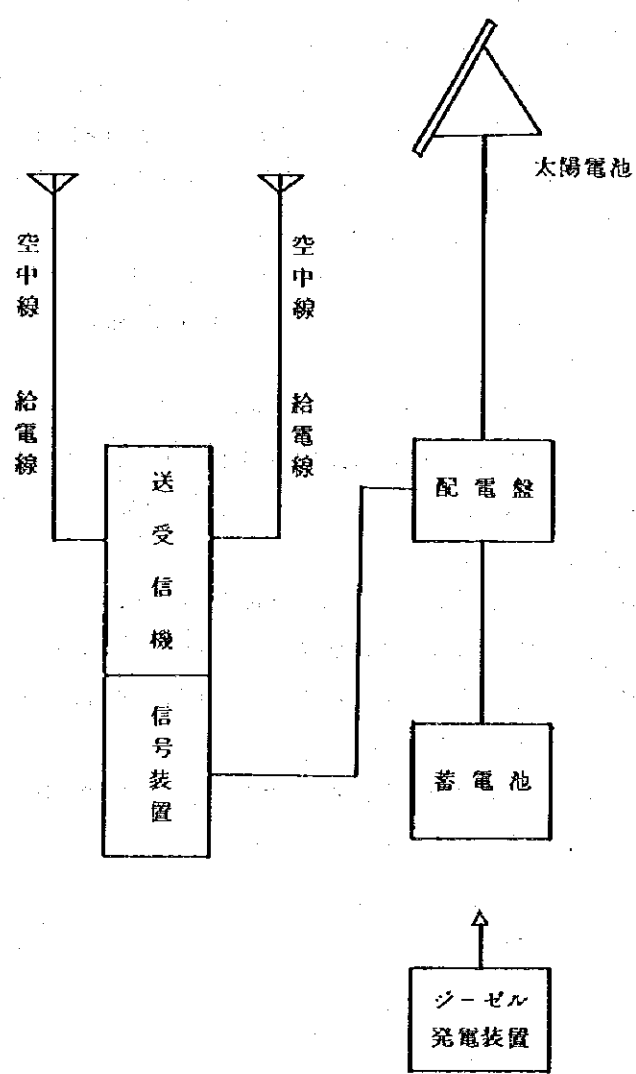 太陽電池
空中線
空中線
給電線
給電線
送受信機
配電盤
信号装置
蓄電池
ジーゼル
発電装置